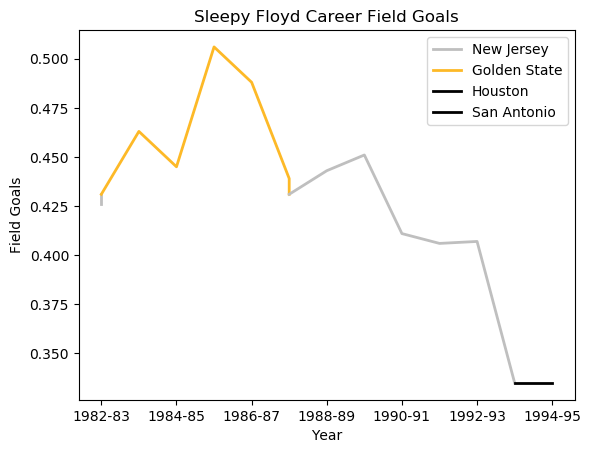 Sleepy Floyd Career Field Goals
New Jersey
Golden State
Houston
San Antonio
0.500
0.475
0.450
0.425
0.400
0.375
0.350
Field Goals
1982-83 1984-85 1986-87 1988-89 1990-91 1992-93 1994-95
Year